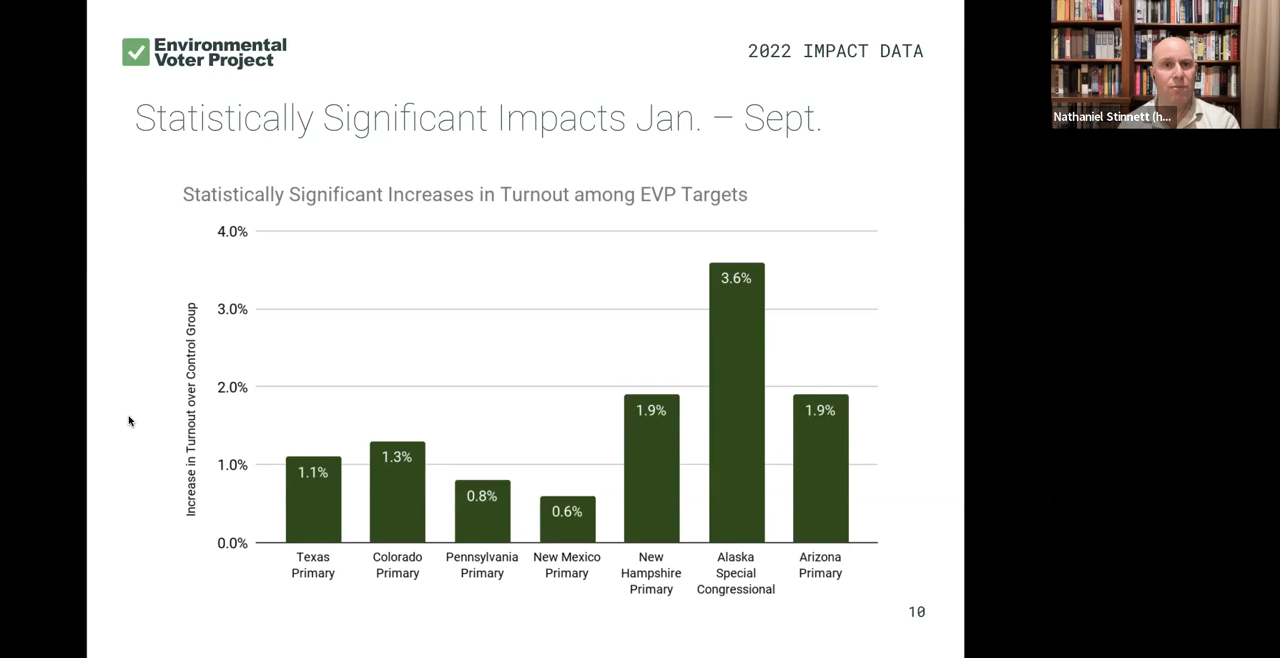 Environmental
Voter Project
2022 IMPACT DATA
Statistically Significant Impacts Jan. – Sept.
Statistically Significant Increases in Turnout among EVP Targets
Increase in Turnout over Control Group
4.0%
3.0%
2.0%
1.0%
0.0%
1.1%
1.3%
0.8%
0.6%
1.9%
3.6%
1.9%
Texas
Primary
Colorado
Primary
Pennsylvania
Primary
New Mexico
Primary
New
Hampshire
Primary
Alaska
Special
Congressional
Arizona
Primary
10
Nathaniel Stinnett (h...